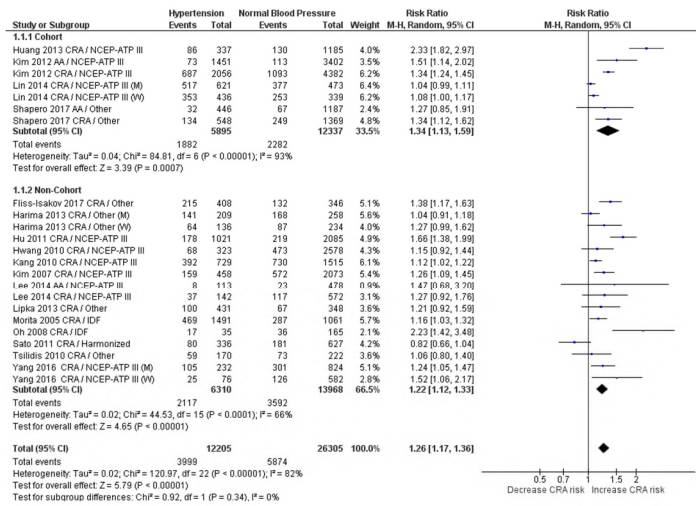 Hypertension Normal Blood Pressure Risk Ratio Risk Ratio
Study or Subgroup Events Total Events Total Weight M-H, Random, 95% CI M-H, Random, 95% CI
1.1.1 Cohort
Huang 2013 CRA / NCEP-ATP III 86 337 130 1185 4.0% 2.33 [1.82, 2.97]
Kim 2012 AA / NCEP-ATP III 73 1451 113 3402 3.6% 1.51 [1.14, 2.02]
Kim 2012 CRA / NCEP-ATP III 687 2056 1093 4382 6.3% 1.34 [1.24, 1.45]
Lin 2014 CRA / NCEP-ATP III (M) 517 621 377 473 6.6% 1.04 [0.99, 1.11]
Lin 2014 CRA / NCEP-ATP III (W) 353 436 253 339 6.5% 1.08 [1.00, 1.17]
Shapero 2017 AA / Other 32 446 67 1187 2.4% 1.27 [0.85, 1.91]
Shapero 2017 CRA / Other 134 548 249 1369 4.9% 1.34 [1.12, 1.62]
Subtotal (95% CI) 5895 12337 33.5% 1.34 [1.13, 1.59]
Total events 1882 2282
Heterogeneity: Tau² = 0.04; Chi² = 84.81, df = 6 (P < 0.00001); I² = 93%
Test for overall effect: Z = 3.39 (P = 0.0007)
1.1.2 Non-Cohort
Fliss-Isakov 2017 CRA / Other 215 408 132 346 5.1% 1.38 [1.17, 1.63]
Harima 2013 CRA / Other (M) 141 209 168 258 5.7% 1.04 [0.91, 1.18]
Harima 2013 CRA / Other (W) 64 136 87 234 4.0% 1.27 [0.99, 1.62]
Hu 2011 CRA / NCEP-ATP III 178 1021 219 2085 4.9% 1.66 [1.38, 1.99]
Hwang 2010 CRA / NCEP-ATP III 68 323 473 2578 4.3% 1.15 [0.92, 1.44]
Kang 2010 CRA / NCEP-ATP III 392 729 730 1515 6.2% 1.12 [1.02, 1.22]
Kim 2007 CRA / NCEP-ATP III 159 458 572 2073 5.4% 1.26 [1.09, 1.45]
Lee 2014 AA / NCEP-ATP III 8 113 23 478 0.9% 1.47 [0.68, 3.20]
Lee 2014 CRA / NCEP-ATP III 37 142 117 572 3.2% 1.27 [0.92, 1.76]
Lipka 2013 CRA / Other 100 431 67 348 3.8% 1.21 [0.92, 1.59]
Morita 2005 CRA / IDF 469 1491 287 1061 5.7% 1.16 [1.03, 1.32]
Oh 2008 CRA / IDF 17 35 36 165 2.1% 2.23 [1.42, 3.48]
Sato 2011 CRA / Harmonized 80 336 181 627 4.3% 0.82 [0.66, 1.04]
Tsilidis 2010 CRA / Other 59 170 73 222 3.7% 1.06 [0.80, 1.40]
Yang 2016 CRA / NCEP-ATP III (M) 105 232 301 824 5.1% 1.24 [1.05, 1.47]
Yang 2016 CRA / NCEP-ATP III (W) 25 76 126 582 2.8% 1.52 [1.06, 2.17]
Subtotal (95% CI) 6310 13968 66.5% 1.22 [1.12, 1.33]
Total events 2117 3592
Heterogeneity: Tau² = 0.02; Chi² = 44.53, df = 15 (P < 0.0001); I² = 66%
Test for overall effect: Z = 4.65 (P < 0.00001)
Total (95% CI) 12205 26305 100.0% 1.26 [1.17, 1.36]
Total events 3999 5874
Heterogeneity: Tau² = 0.02; Chi² = 120.97, df = 22 (P < 0.00001); I² = 82%
Test for overall effect: Z = 5.79 (P < 0.00001)
Test for subgroup differences: Chi² = 0.92, df = 1 (P = 0.34), I² = 0%
0.5 0.7 1 1.5 2
Decrease CRA risk Increase CRA risk